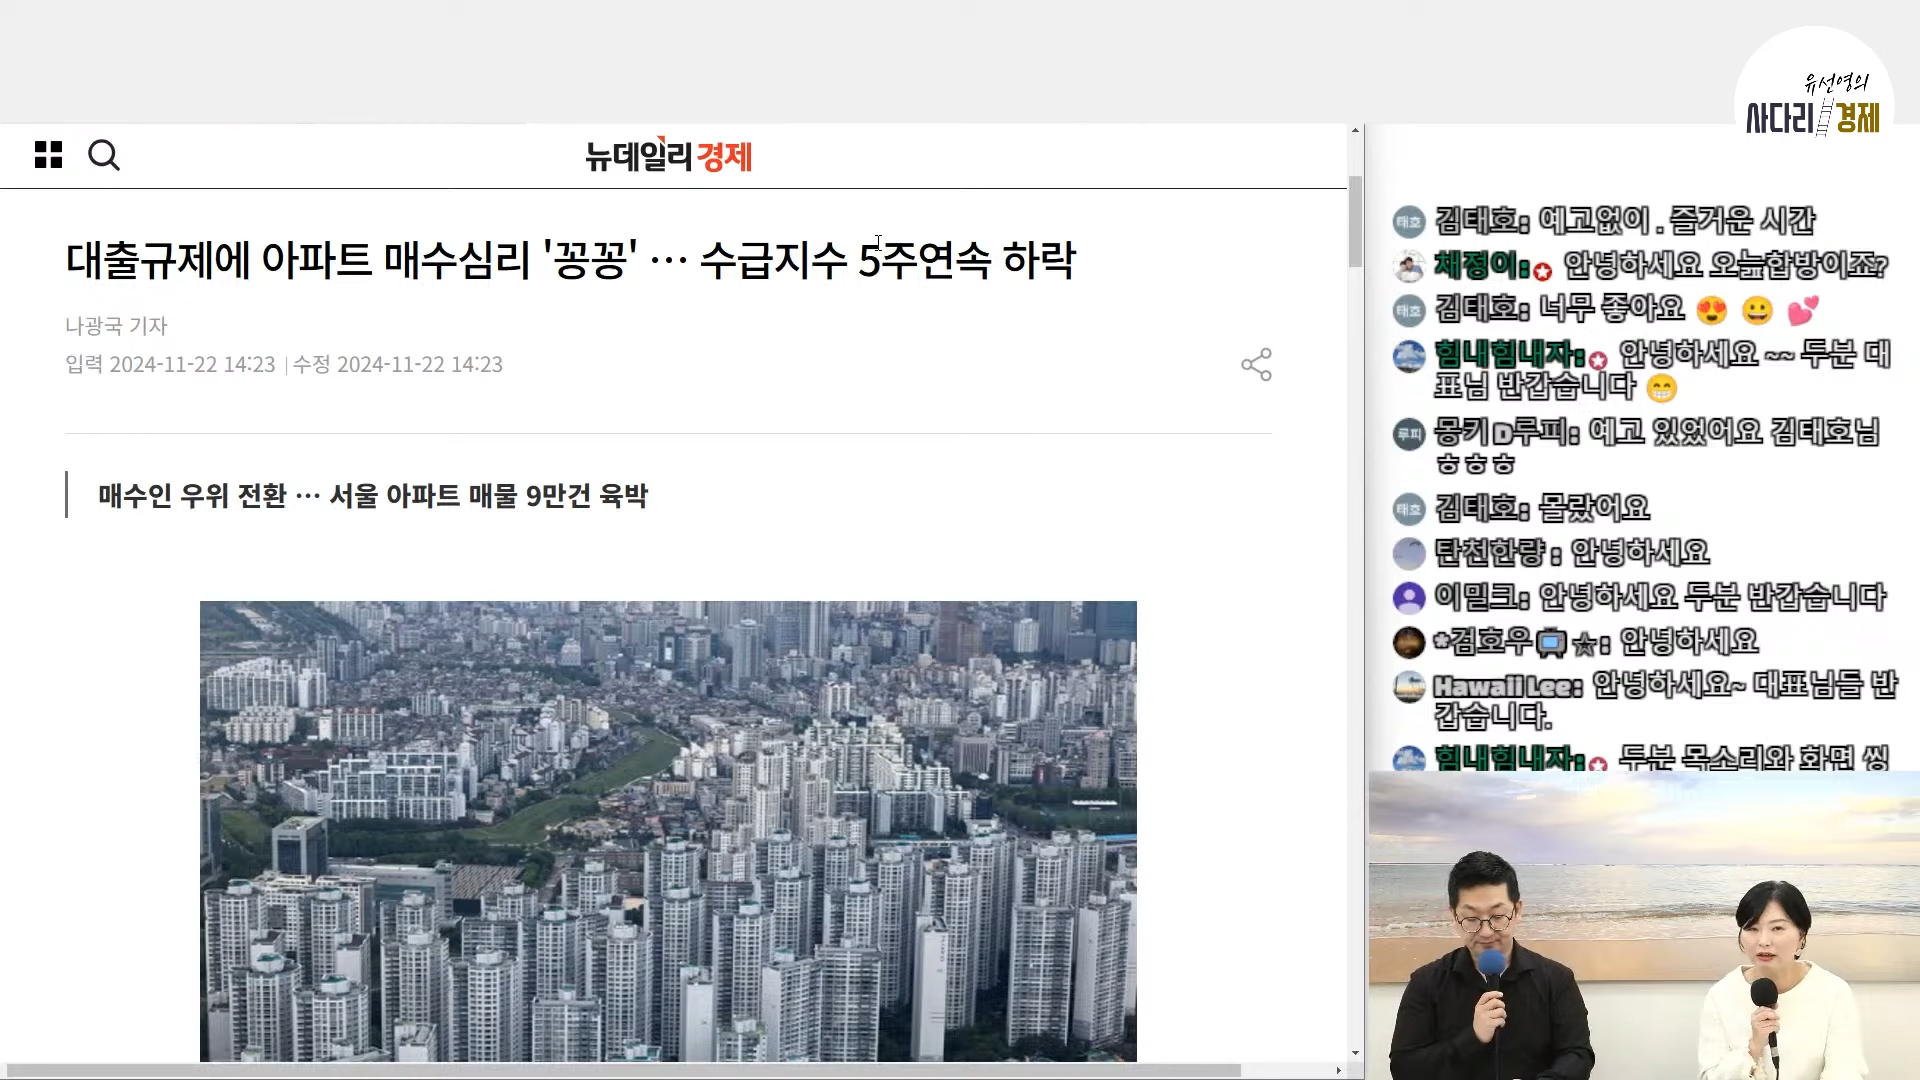 유선영의
사다리 경제
뉴데일리 경제
대출규제에 아파트 매수심리 '꽁꽁' … 수급지수 5주연속 하락
나광국 기자
입력 2024-11-22 14:23 | 수정 2024-11-22 14:23
매수인 우위 전환 … 서울 아파트 매물 9만건 육박
태호 김태호: 예고없이 . 즐거운 시간
채정이: 안녕하세요 오늘합방이죠?
태호 김태호: 너무 좋아요 😍 😀 💕
힘내힘내자: 안녕하세요 ~~ 두분 대
표님 반갑습니다 😁
루피 몽키D루피: 예고 있었어요 김태호님
ㅎㅎㅎ
태호 김태호: 몰랐어요
탄천한량 : 안녕하세요
이밀크: 안녕하세요 두분 반갑습니다
*검호우📺☆: 안녕하세요
Hawaii Lee: 안녕하세요~ 대표님들 반
갑습니다.
힘내힘내자: 두분 목소리와 화면 씽